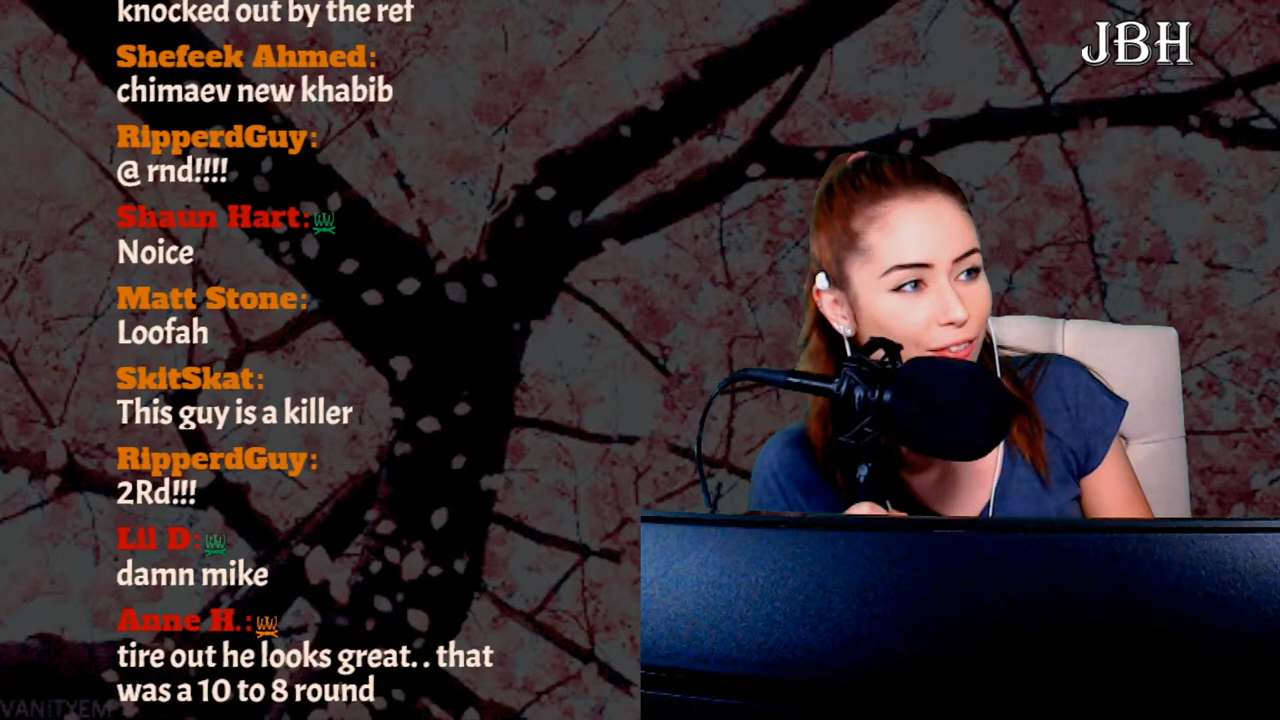 knocked out by the ref
JBH
Shefeek Ahmed:
chimaev new khabib
RipperdGuy:
@ rnd!!!!
Shaun Hart:
Noice
Matt Stone:
Loofah
SkitSkat:
This guy is a killer
RipperdGuy:
2Rd!!!
Lil D:
damn mike
Anne H.:
tire out he looks great. . that
was a 10 to 8 round
VANITYEM